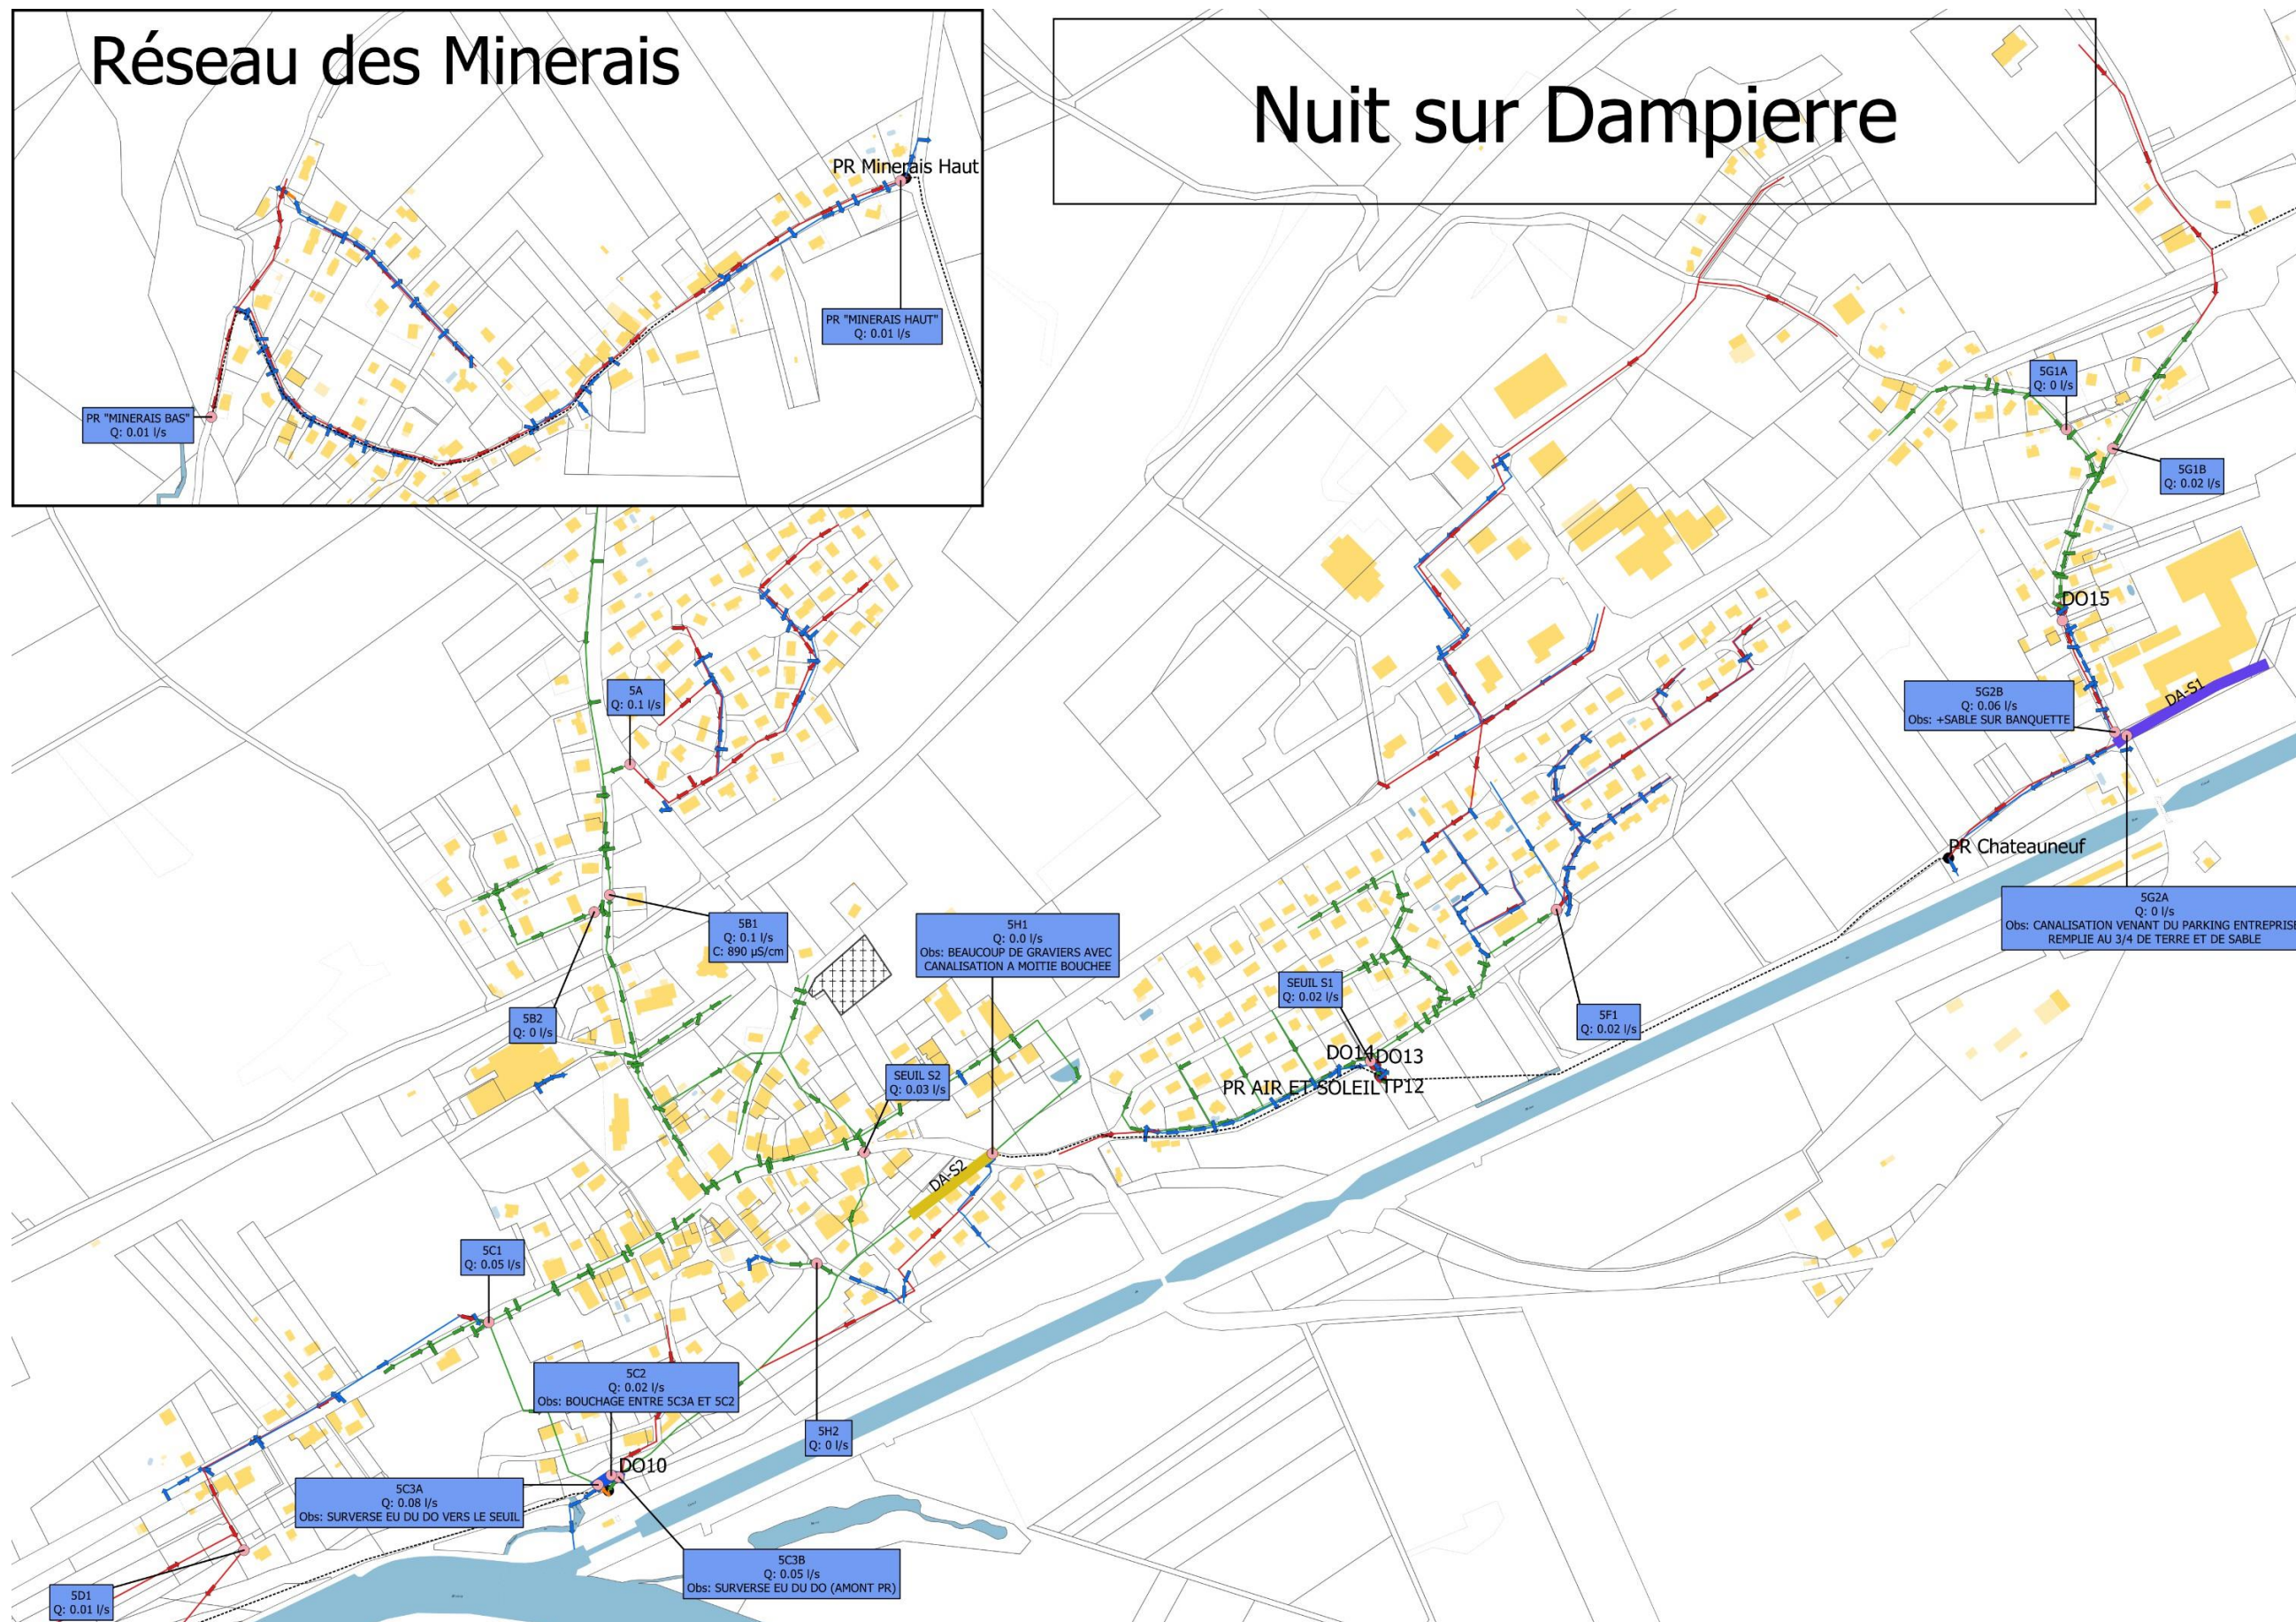 Réseau des Minerais
Nuit sur Dampierre
PR Minerais Haut
PR "MINERAIS HAUT"
Q: 0.01 l/s
PR "MINERAIS BAS"
Q: 0.01 l/s
5G1A
Q: 0 l/s
5G1B
Q: 0.02 l/s
DO15
5A
Q: 0.1 l/s
5G2B
Q: 0.06 l/s
Obs: +SABLE SUR BANQUETTE
DA-S1
PR Chateauneuf
5G2A
Q: 0 l/s
Obs: CANALISATION VENANT DU PARKING ENTREPRISE
REMPLIE AU 3/4 DE TERRE ET DE SABLE
5B1
Q: 0.1 l/s
C: 890 µS/cm
5H1
Q: 0.0 l/s
Obs: BEAUCOUP DE GRAVIERS AVEC
CANALISATION A MOITIE BOUCHEE
5B2
Q: 0 l/s
SEUIL S1
Q: 0.02 l/s
5F1
Q: 0.02 l/s
DO14
DO13
SEUIL S2
Q: 0.03 l/s
PR AIR ET SOLEIL
TP12
DA-S2
5C1
Q: 0.05 l/s
5C2
Q: 0.02 l/s
Obs: BOUCHAGE ENTRE 5C3A ET 5C2
5H2
Q: 0 l/s
DO10
5C3A
Q: 0.08 l/s
Obs: SURVERSE EU DU DO VERS LE SEUIL
5C3B
Q: 0.05 l/s
Obs: SURVERSE EU DU DO (AMONT PR)
5D1
Q: 0.01 l/s